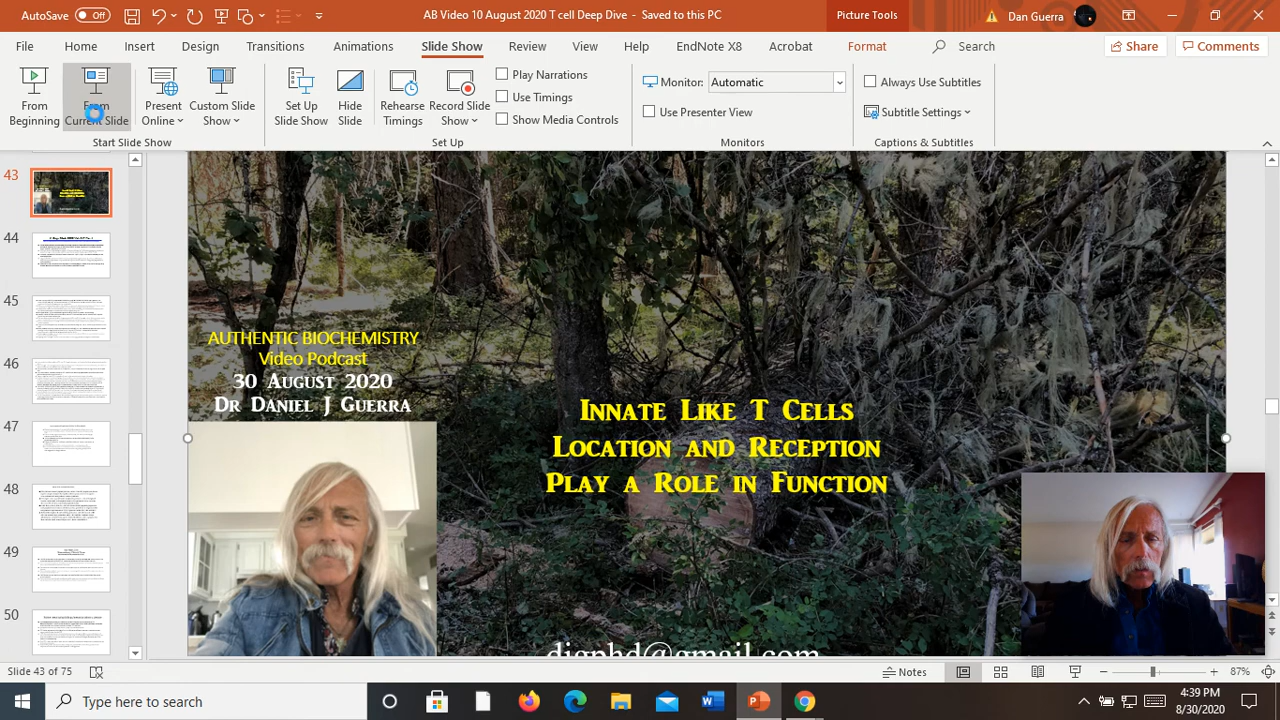 AutoSave Off
AB Video 10 August 2020 T cell Deep Dive - Saved to this PC
Picture Tools
Dan Guerra
File Home Insert Design Transitions Animations Slide Show Review View Help EndNote X8 Acrobat Format Search Share Comments
From Beginning
From Current Slide
Present Online
Custom Slide Show
Set Up Slide Show
Hide Slide
Rehearse Timings
Record Slide Show
Play Narrations
Use Timings
Show Media Controls
Monitor: Automatic
Use Presenter View
Always Use Subtitles
Subtitle Settings
Start Slide Show
Set Up
Monitors
Captions & Subtitles
43
44
45
46
47
48
49
50
AUTHENTIC BIOCHEMISTRY
Video Podcast
30 August 2020
Dr Daniel J Guerra
Innate Like T Cells
Location and Reception
Play a Role in Function
djgphd@gmail.com
Slide 43 of 75
Notes
87%
Type here to search
4:39 PM
8/30/2020